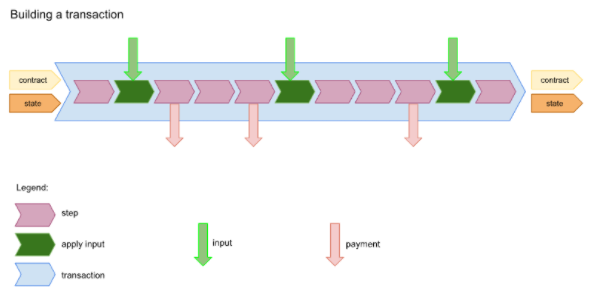 Building a transaction
contract
contract
state
state
Legend:
step
apply input
input
payment
transaction